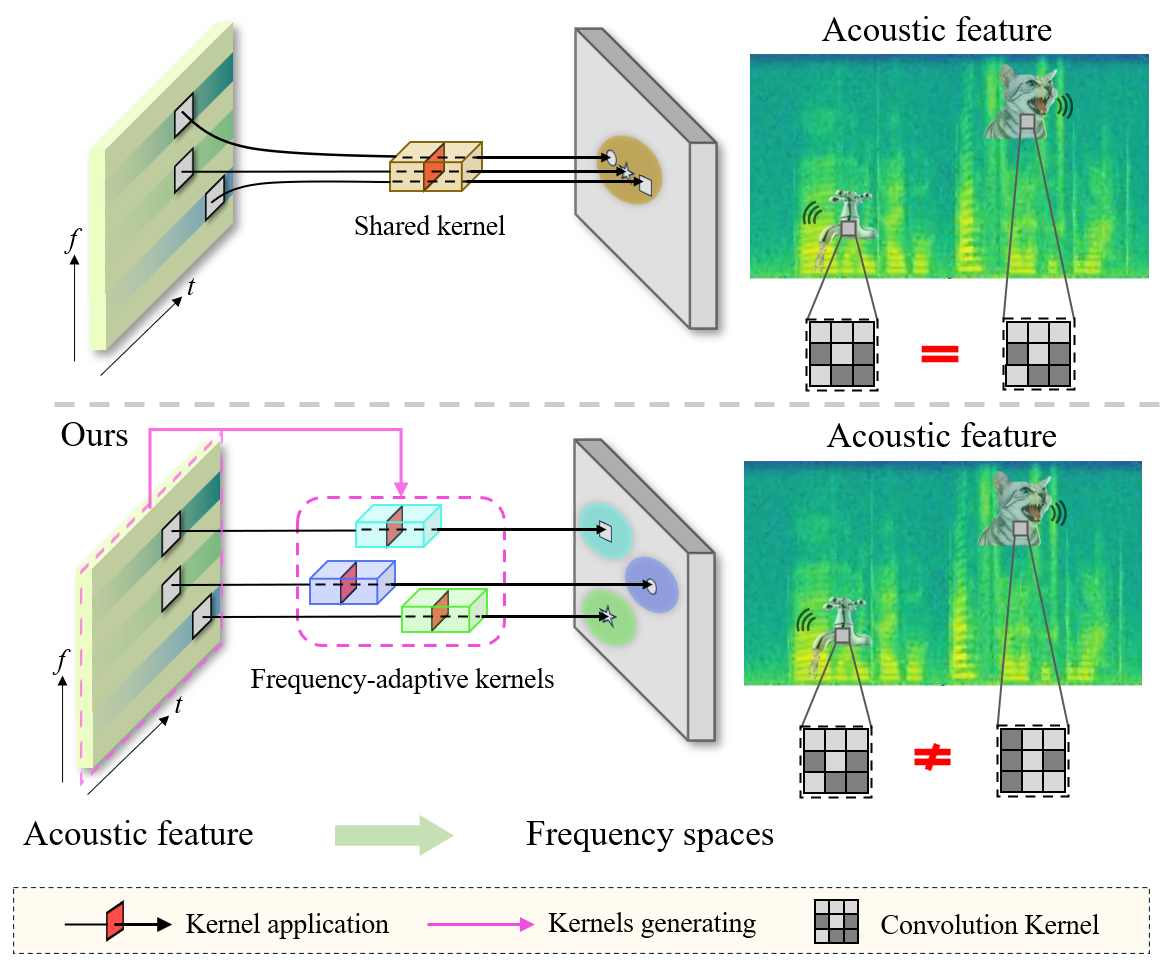 Acoustic feature
Shared kernel
f
t
Ours
Acoustic feature
Frequency-adaptive kernels
f
t
Acoustic feature
Frequency spaces
Kernel application
Kernels generating
Convolution Kernel